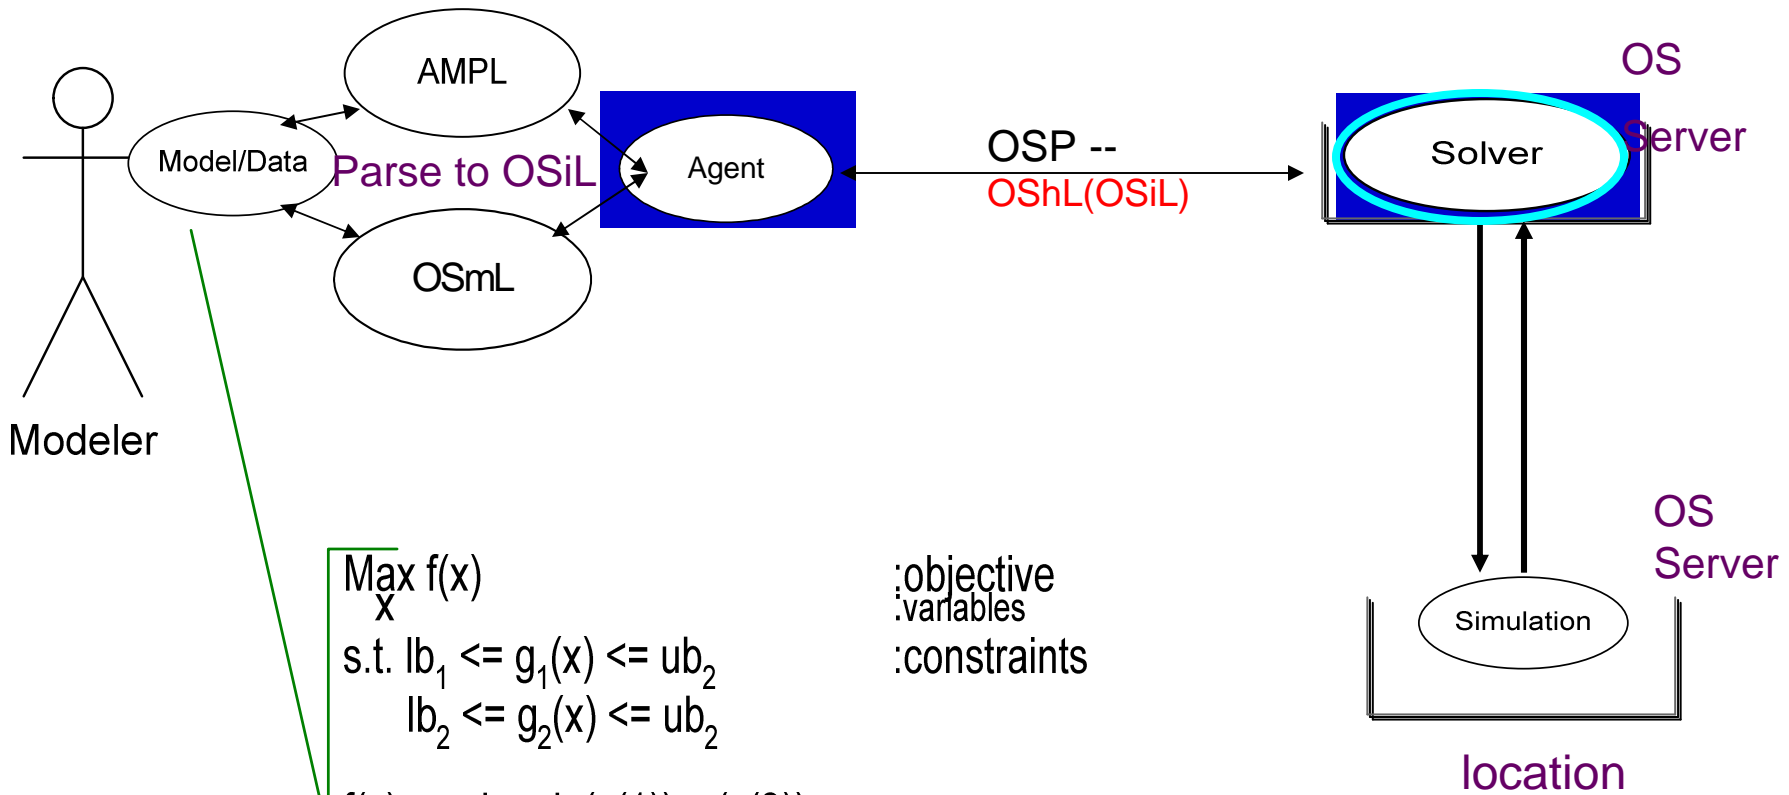 AMPL
OS
Server
Model/Data
Parse to OSiL
Agent
OSP --
OShL(OSiL)
Solver
OSmL
Modeler
OS
Server
Max f(x) :objective
x :variables
s.t. lb1 <= g1(x) <= ub2 :constraints
lb2 <= g2(x) <= ub2
Simulation
location